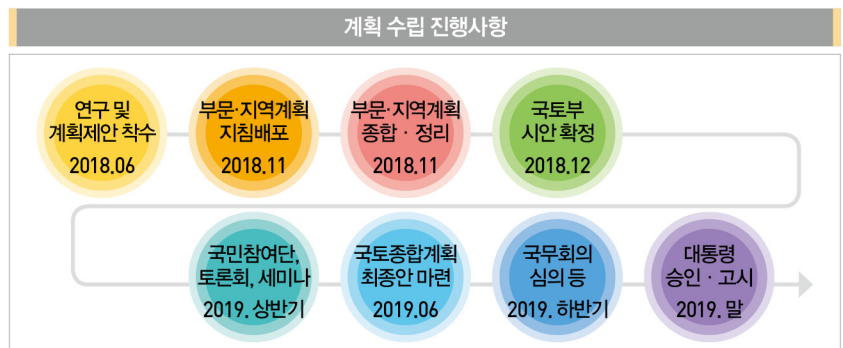 계획 수립 진행사항
연구 및
계획제안 착수
2018.06
부문·지역계획
지침배포
2018.11
부문·지역계획
종합 · 정리
2018.11
국토부
시안 확정
2018.12
국민참여단,
토론회, 세미나
2019. 상반기
국토종합계획
최종안 마련
2019.06
국무회의
심의 등
2019. 하반기
대통령
승인 · 고시
2019. 말